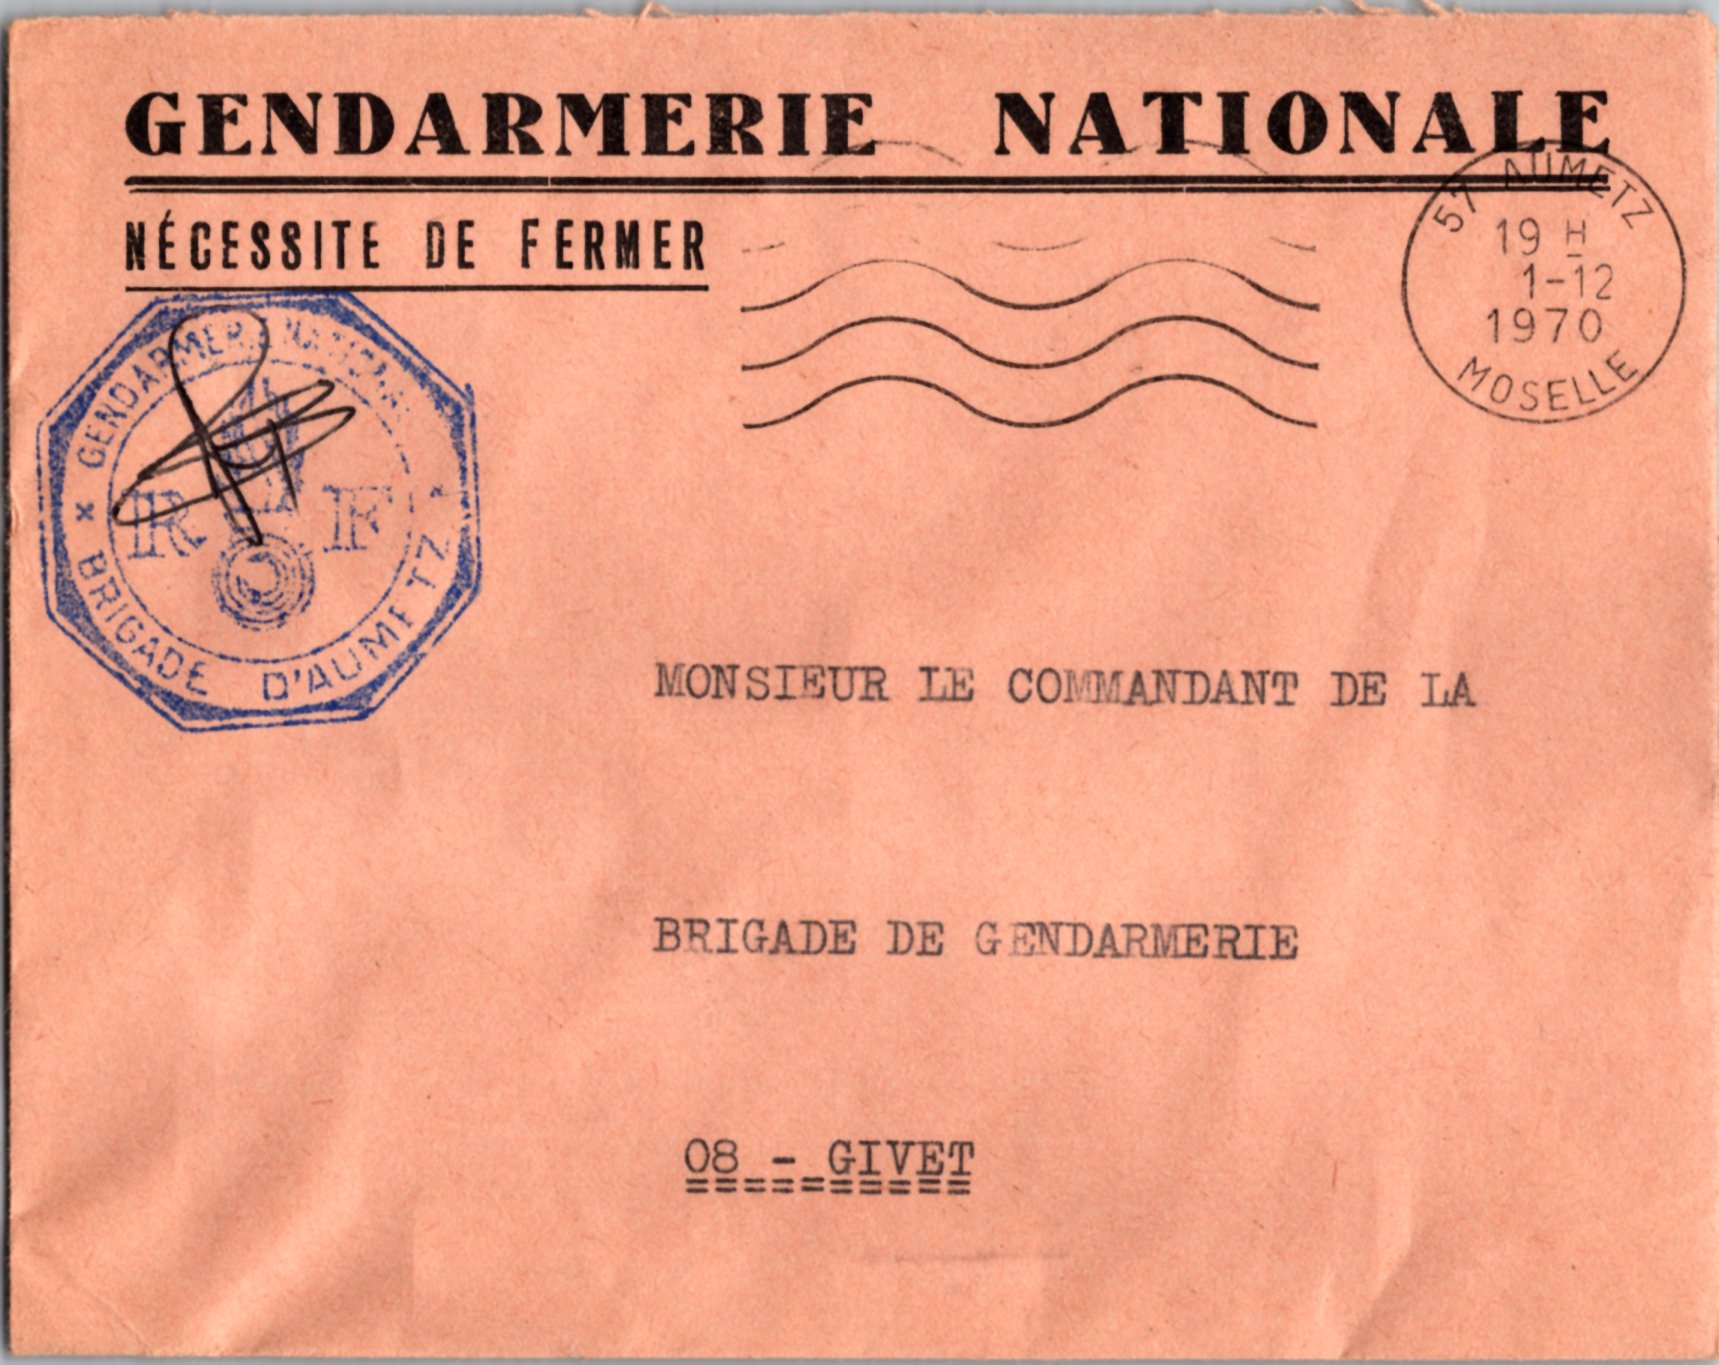 GENDARMERIE NATIONALE
NÉCESSITE DE FERMER
57 AUMETZ
19 H
1-12
1970
MOSELLE
GENDARMERIE NATIONALE
R F
BRIGADE D'AUMETZ
MONSIEUR LE COMMANDANT DE LA
BRIGADE DE GENDARMERIE
08 - GIVET